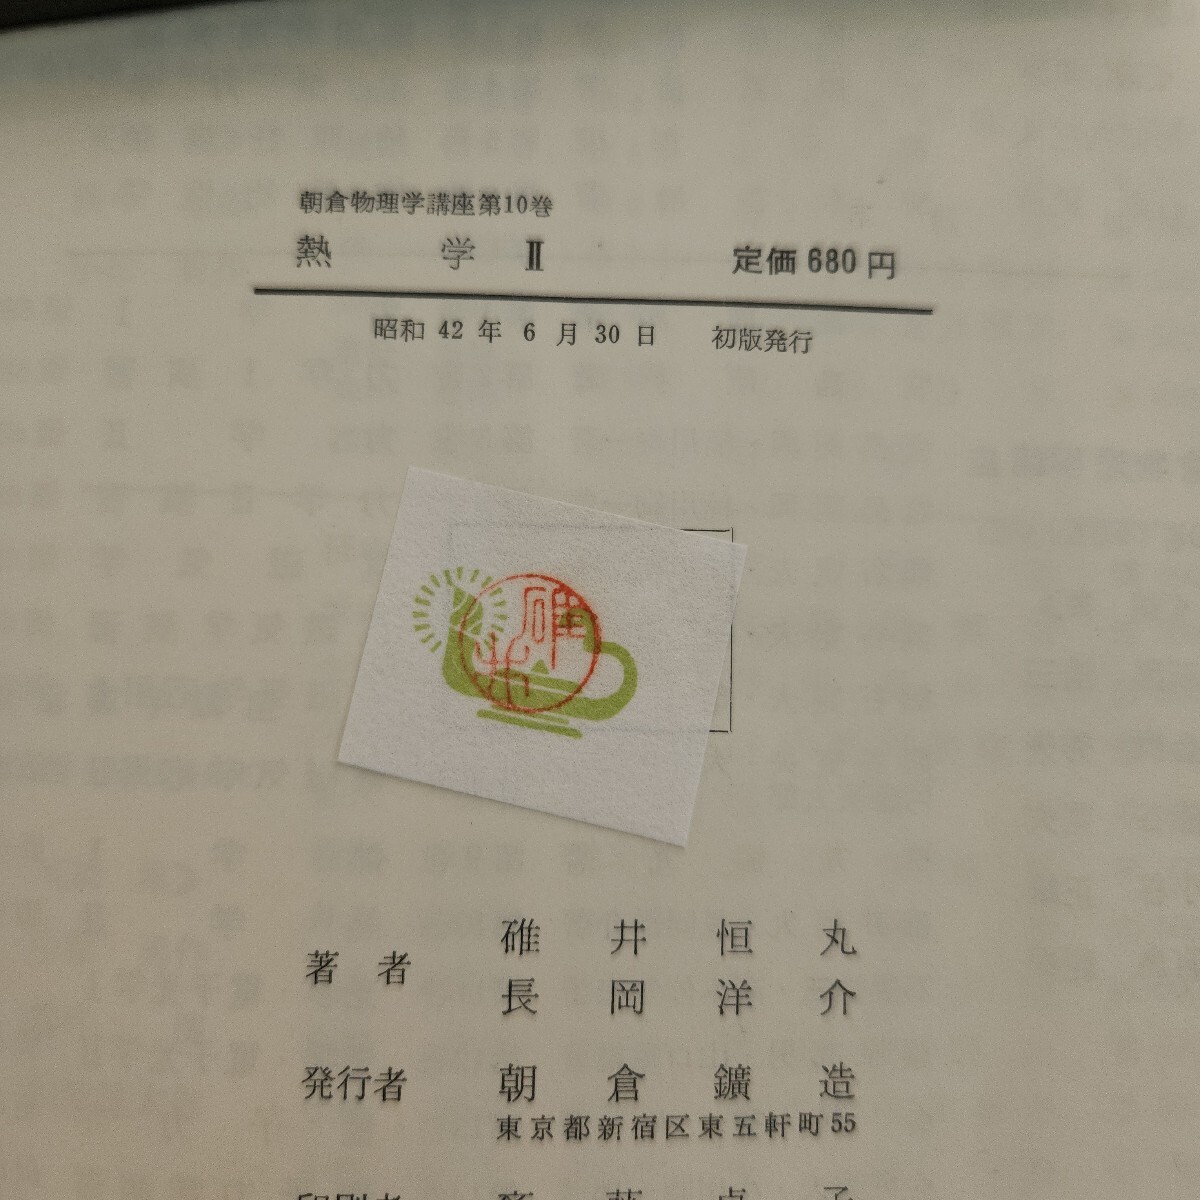 朝倉物理学講座第10巻
熱 学 Ⅱ 定価 680 円
昭和 42 年 6 月 30 日 初版発行
碓井
著者 碓井恒丸
長岡洋介
発行者 朝倉鑛造
東京都新宿区東五軒町55